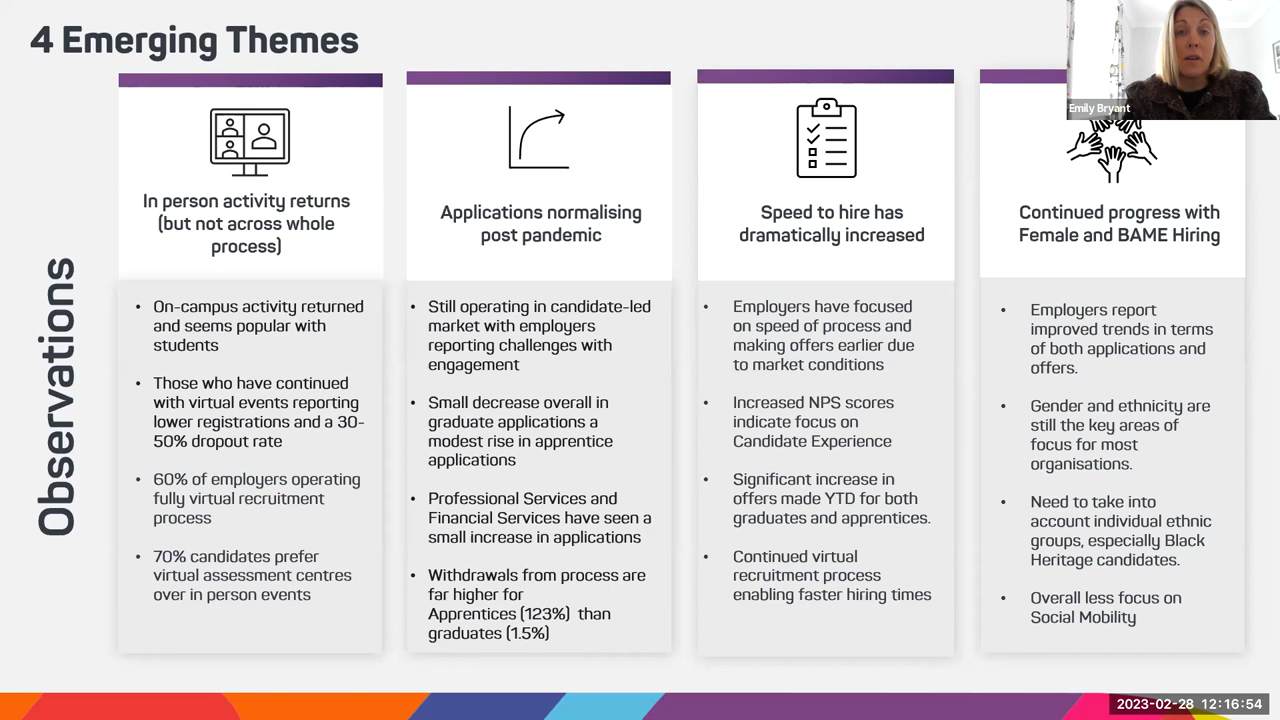 4 Emerging Themes
Emily Bryant
Observations
In person activity returns
(but not across whole
process)
• On-campus activity returned
and seems popular with
students
• Those who have continued
with virtual events reporting
lower registrations and a 30-
50% dropout rate
• 60% of employers operating
fully virtual recruitment
process
• 70% candidates prefer
virtual assessment centres
over in person events
Applications normalising
post pandemic
• Still operating in candidate-led
market with employers
reporting challenges with
engagement
• Small decrease overall in
graduate applications a
modest rise in apprentice
applications
• Professional Services and
Financial Services have seen a
small increase in applications
• Withdrawals from process are
far higher for
Apprentices (123%) than
graduates (1.5%)
Speed to hire has
dramatically increased
• Employers have focused
on speed of process and
making offers earlier due
to market conditions
• Increased NPS scores
indicate focus on
Candidate Experience
• Significant increase in
offers made YTD for both
graduates and apprentices.
• Continued virtual
recruitment process
enabling faster hiring times
Continued progress with
Female and BAME Hiring
• Employers report
improved trends in terms
of both applications and
offers.
• Gender and ethnicity are
still the key areas of
focus for most
organisations.
• Need to take into
account individual ethnic
groups, especially Black
Heritage candidates.
• Overall less focus on
Social Mobility
2023-02-28 12:16:54